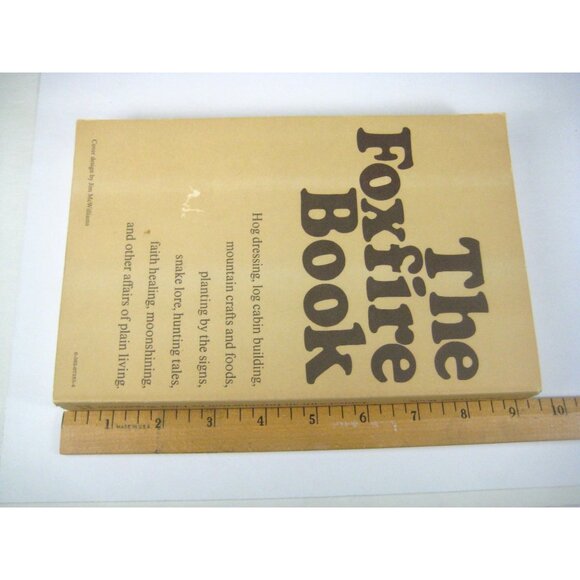 The
Foxfire
Book
Hog dressing, log cabin building,
mountain crafts and foods,
planting by the signs,
snake lore, hunting tales,
faith healing, moonshining,
and other affairs of plain living.
Cover design by Jim McWilliams
1 2 3 4 5 6 7 8 9 10
MADE IN U.S.A.